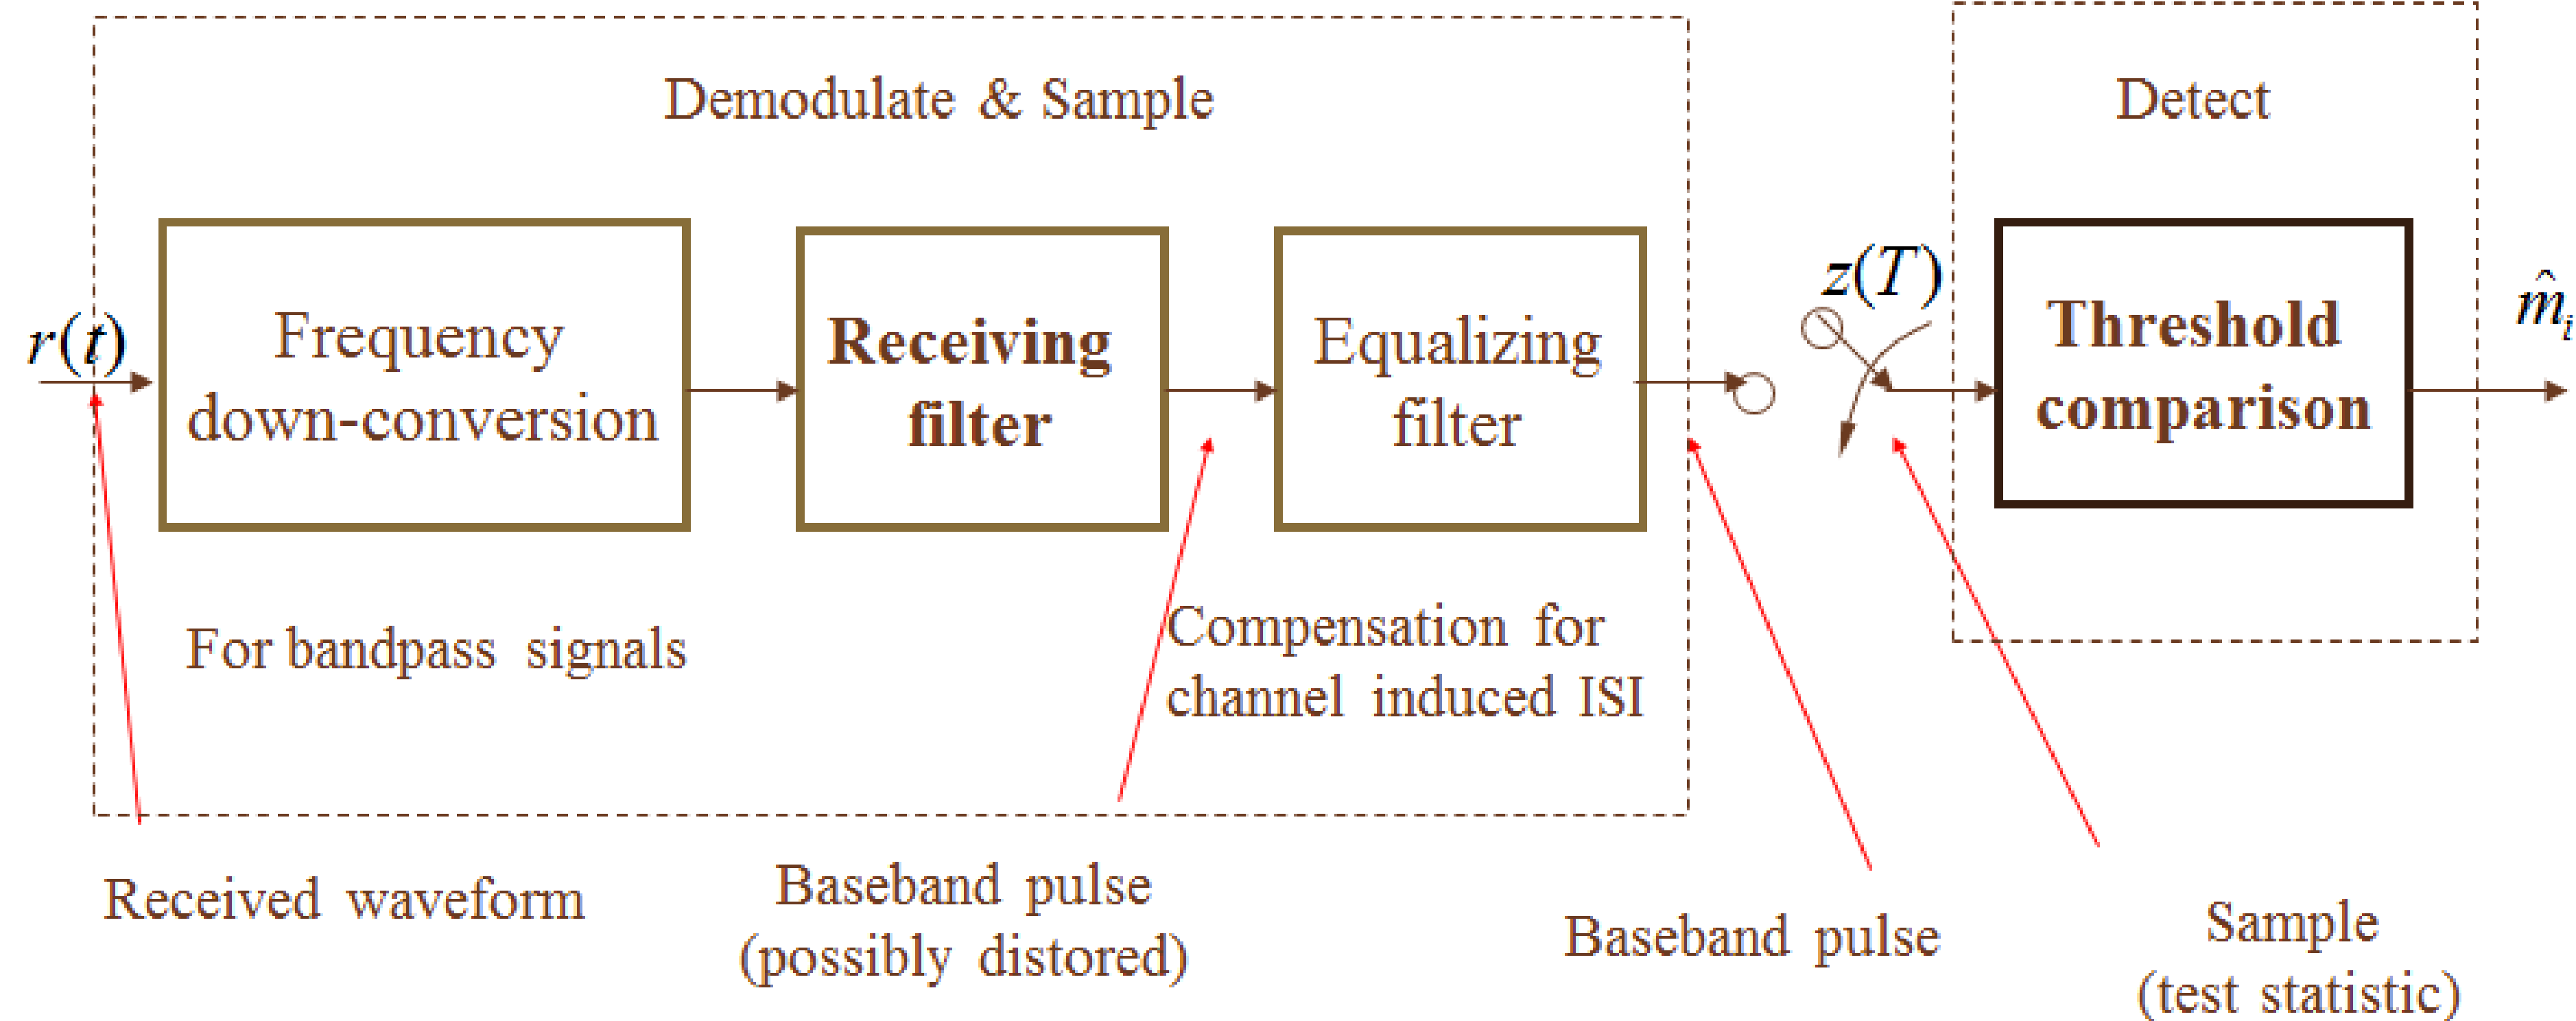 Demodulate & Sample
Detect
r(t)
Frequency
down-conversion
Receiving
filter
Equalizing
filter
z(T)
Threshold
comparison
m̂ᵢ
For bandpass signals
Compensation for
channel induced ISI
Received waveform
Baseband pulse
(possibly distored)
Baseband pulse
Sample
(test statistic)